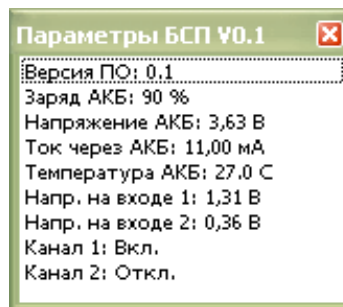 Параметры БСП V0.1
Версия ПО: 0.1
Заряд АКБ: 90 %
Напряжение АКБ: 3,63 В
Ток через АКБ: 11,00 мА
Температура АКБ: 27.0 С
Напр. на входе 1: 1,31 В
Напр. на входе 2: 0,36 В
Канал 1: Вкл.
Канал 2: Откл.